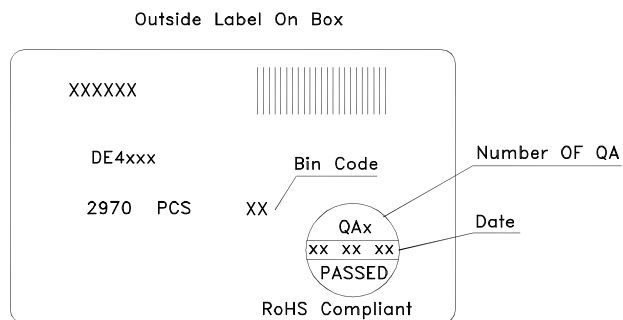 Outside Label On Box
XXXXXX
DE4xxx
Bin Code
Number OF QA
2970 PCS XX
QAx
Date
xx xx xx
PASSED
RoHS Compliant